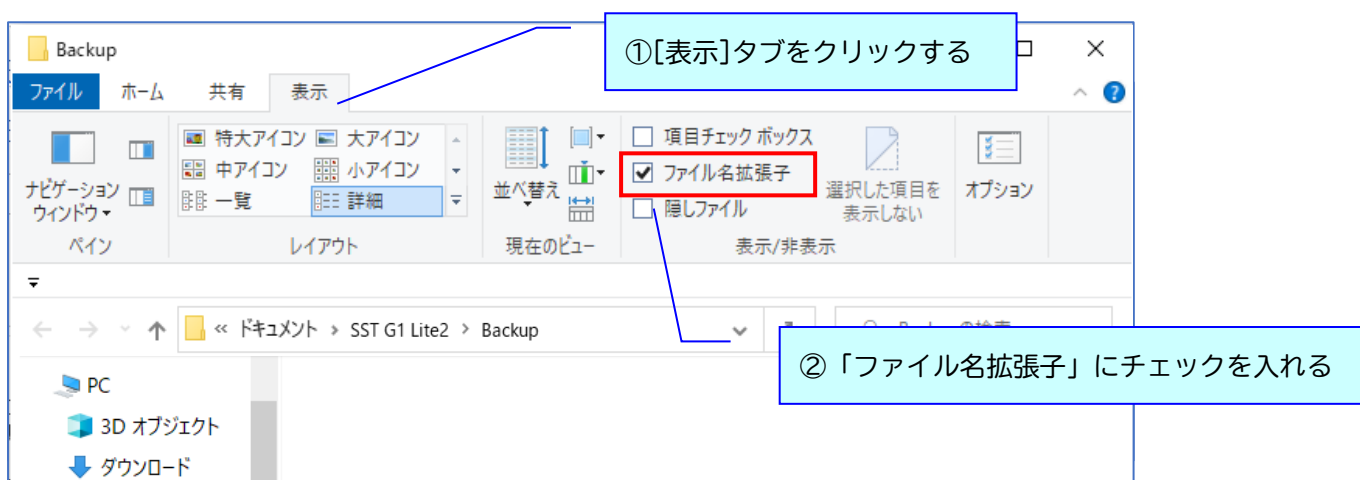 Backup
①[表示]タブをクリックする
ファイル ホーム 共有 表示
特大アイコン 大アイコン
中アイコン 小アイコン
一覧 詳細
ナビゲーション
ウィンドウ
ペイン
レイアウト
並べ替え
現在のビュー
項目チェック ボックス
ファイル名拡張子
隠しファイル
選択した項目を
表示しない
表示/非表示
オプション
« ドキュメント › SST G1 Lite2 › Backup
②「ファイル名拡張子」にチェックを入れる
PC
3D オブジェクト
ダウンロード